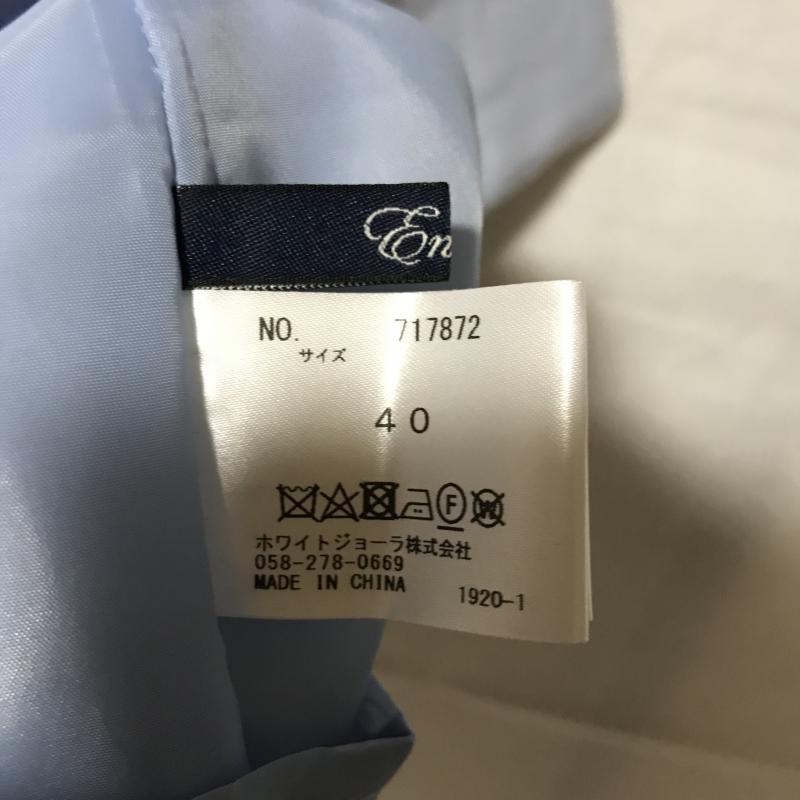 En
NO. 717872
サイズ
40
F W
ホワイトジョーラ株式会社
058-278-0669
MADE IN CHINA 1920-1